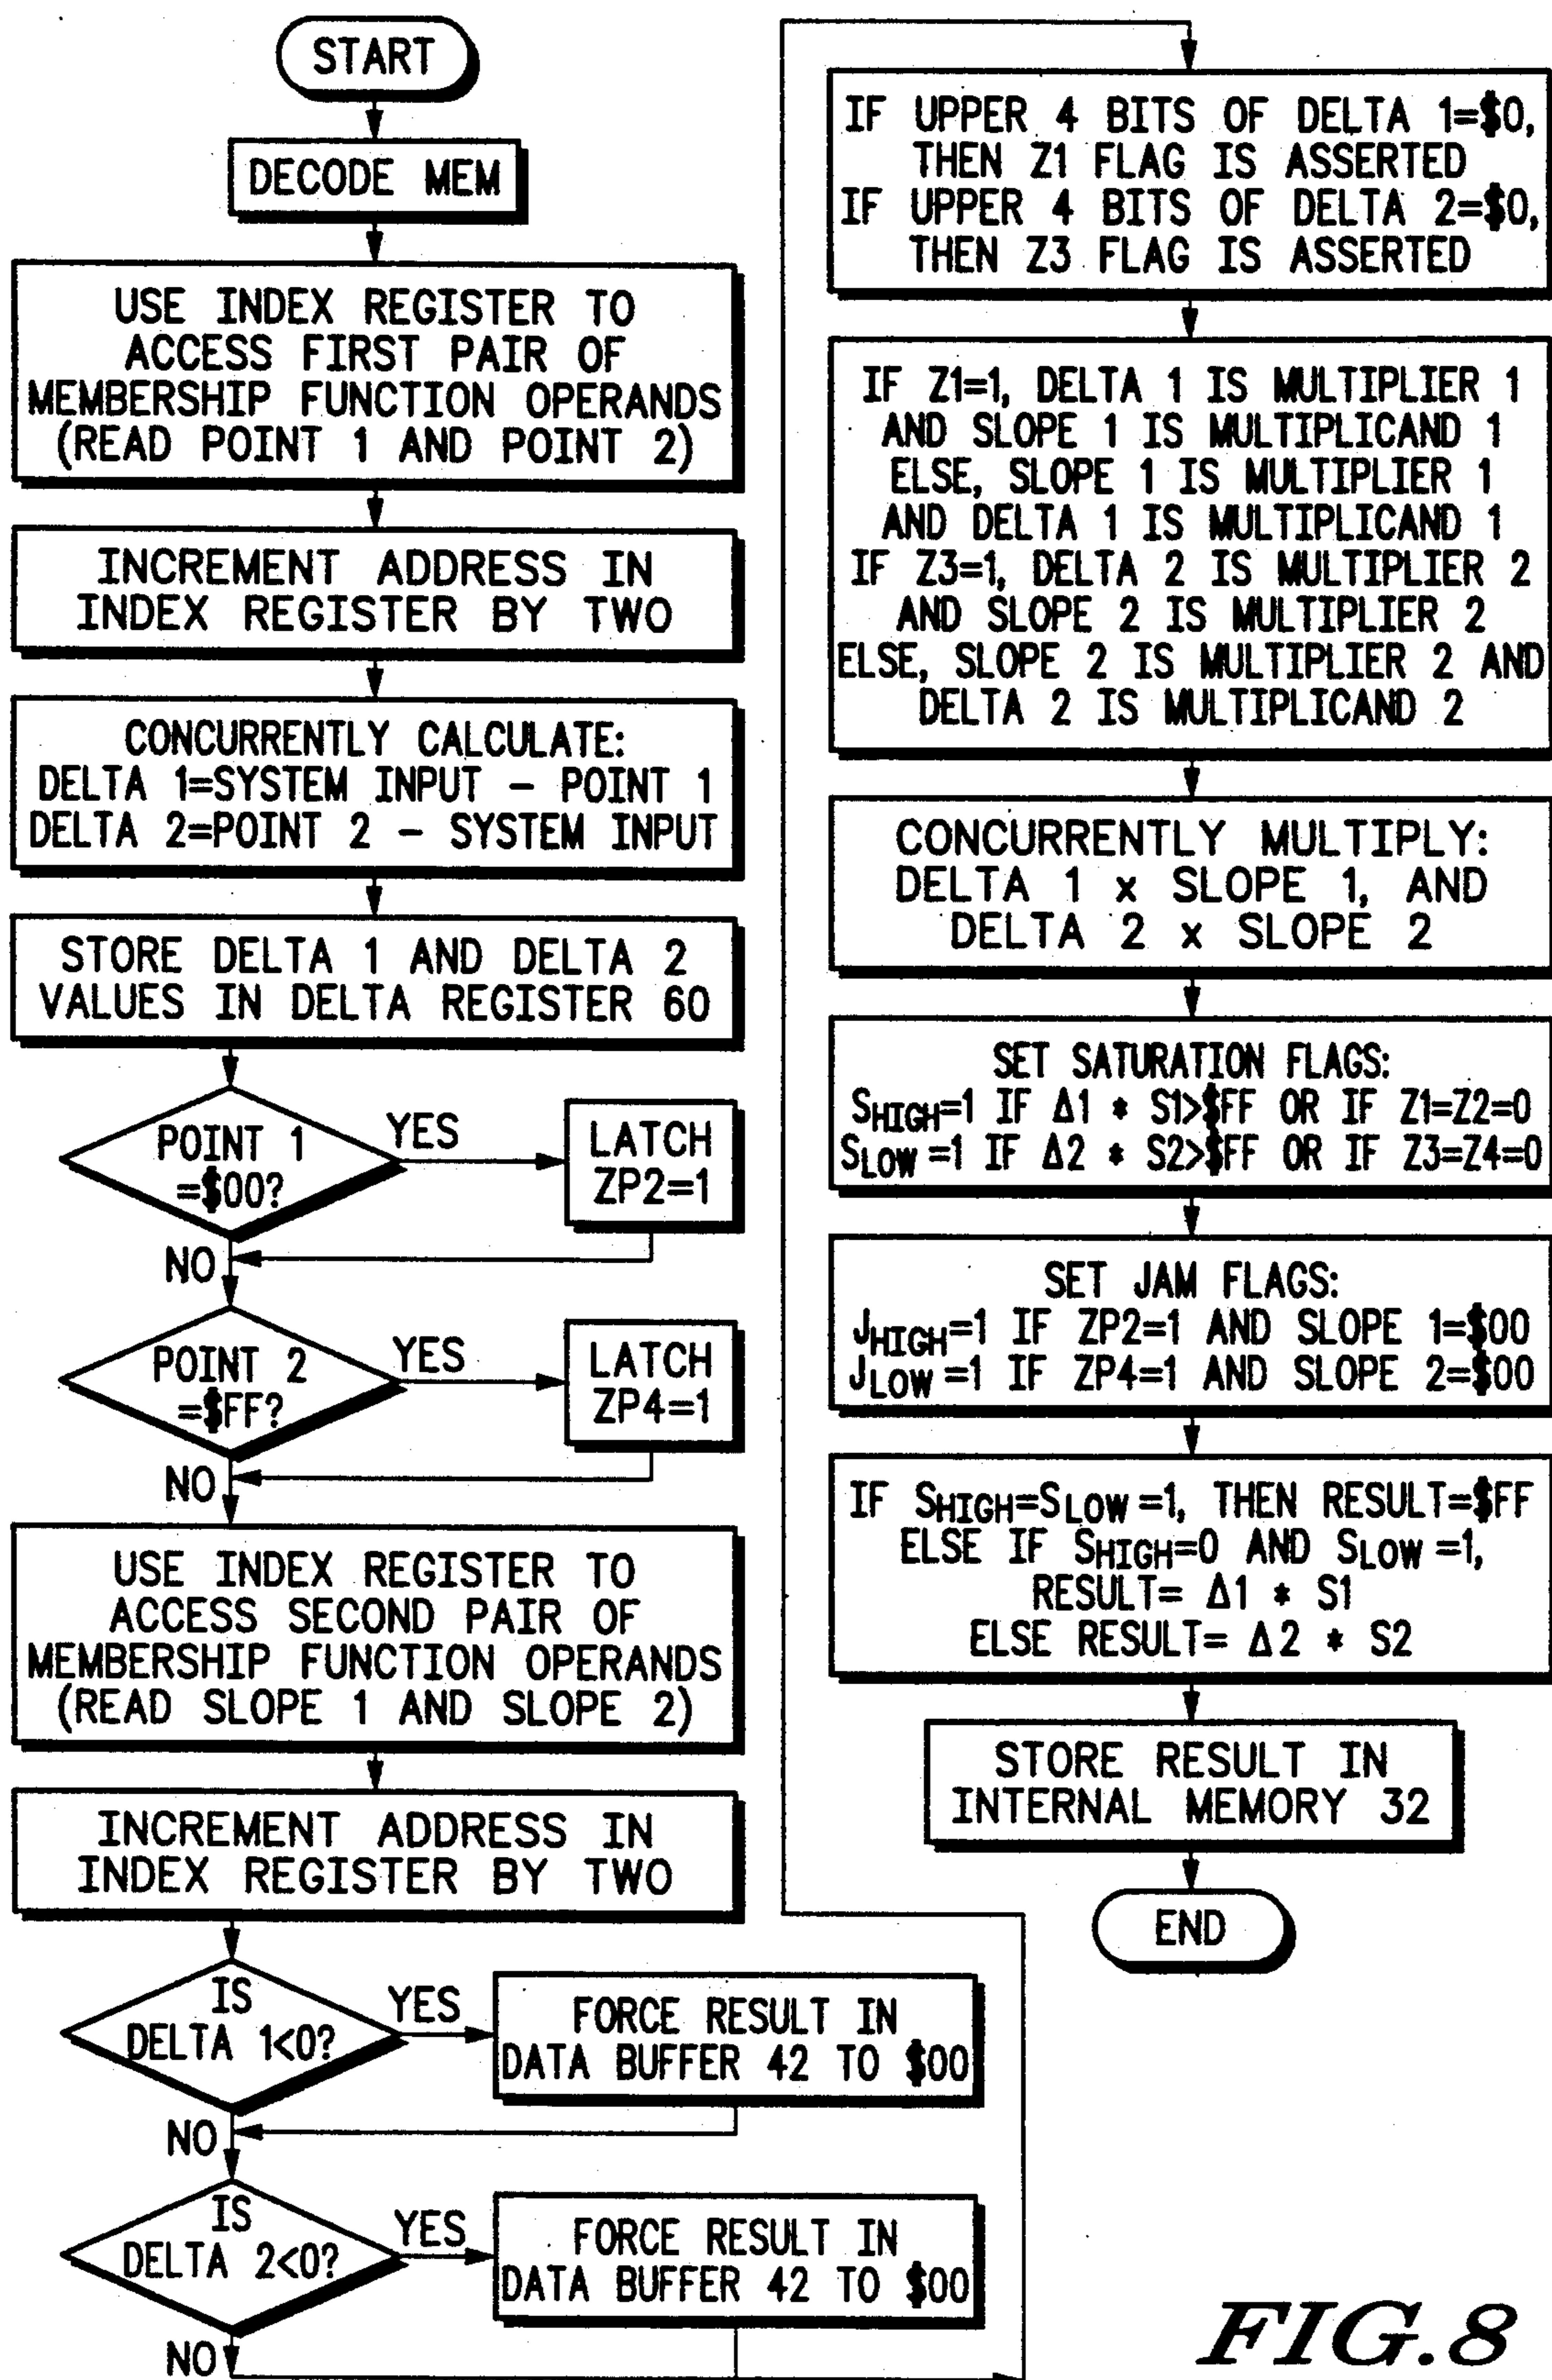 START
DECODE MEM
USE INDEX REGISTER TO
ACCESS FIRST PAIR OF
MEMBERSHIP FUNCTION OPERANDS
(READ POINT 1 AND POINT 2)
INCREMENT ADDRESS IN
INDEX REGISTER BY TWO
CONCURRENTLY CALCULATE:
DELTA 1=SYSTEM INPUT - POINT 1
DELTA 2=POINT 2 - SYSTEM INPUT
STORE DELTA 1 AND DELTA 2
VALUES IN DELTA REGISTER 60
POINT 1
=$00?
YES
LATCH
ZP2=1
NO
POINT 2
=$FF?
YES
LATCH
ZP4=1
NO
USE INDEX REGISTER TO
ACCESS SECOND PAIR OF
MEMBERSHIP FUNCTION OPERANDS
(READ SLOPE 1 AND SLOPE 2)
INCREMENT ADDRESS IN
INDEX REGISTER BY TWO
IS
DELTA 1<0?
YES
FORCE RESULT IN
DATA BUFFER 42 TO $00
NO
IS
DELTA 2<0?
YES
FORCE RESULT IN
DATA BUFFER 42 TO $00
NO
IF UPPER 4 BITS OF DELTA 1=$0,
THEN Z1 FLAG IS ASSERTED
IF UPPER 4 BITS OF DELTA 2=$0,
THEN Z3 FLAG IS ASSERTED
IF Z1=1, DELTA 1 IS MULTIPLIER 1
AND SLOPE 1 IS MULTIPLICAND 1
ELSE, SLOPE 1 IS MULTIPLIER 1
AND DELTA 1 IS MULTIPLICAND 1
IF Z3=1, DELTA 2 IS MULTIPLIER 2
AND SLOPE 2 IS MULTIPLIER 2
ELSE, SLOPE 2 IS MULTIPLIER 2 AND
DELTA 2 IS MULTIPLICAND 2
CONCURRENTLY MULTIPLY:
DELTA 1 x SLOPE 1, AND
DELTA 2 x SLOPE 2
SET SATURATION FLAGS:
SHIGH=1 IF Δ1 * S1>$FF OR IF Z1=Z2=0
SLOW=1 IF Δ2 * S2>$FF OR IF Z3=Z4=0
SET JAM FLAGS:
JHIGH=1 IF ZP2=1 AND SLOPE 1=$00
JLOW=1 IF ZP4=1 AND SLOPE 2=$00
IF SHIGH=SLOW=1, THEN RESULT=$FF
ELSE IF SHIGH=0 AND SLOW=1,
RESULT= Δ1 * S1
ELSE RESULT= Δ2 * S2
STORE RESULT IN
INTERNAL MEMORY 32
END
FIG.8